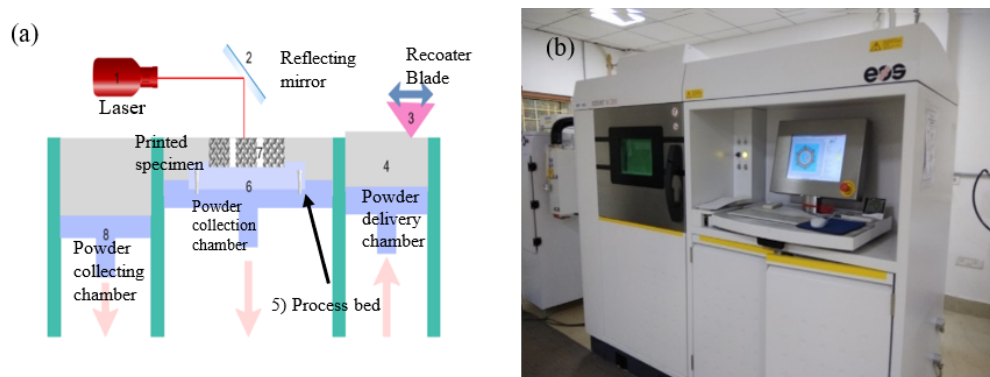 (a)
2
Reflecting
mirror
Recoater
Blade
1
Laser
3
Printed
specimen
7
4
6
Powder
collection
chamber
Powder
delivery
chamber
8
Powder
collecting
chamber
5) Process bed
(b)
eos